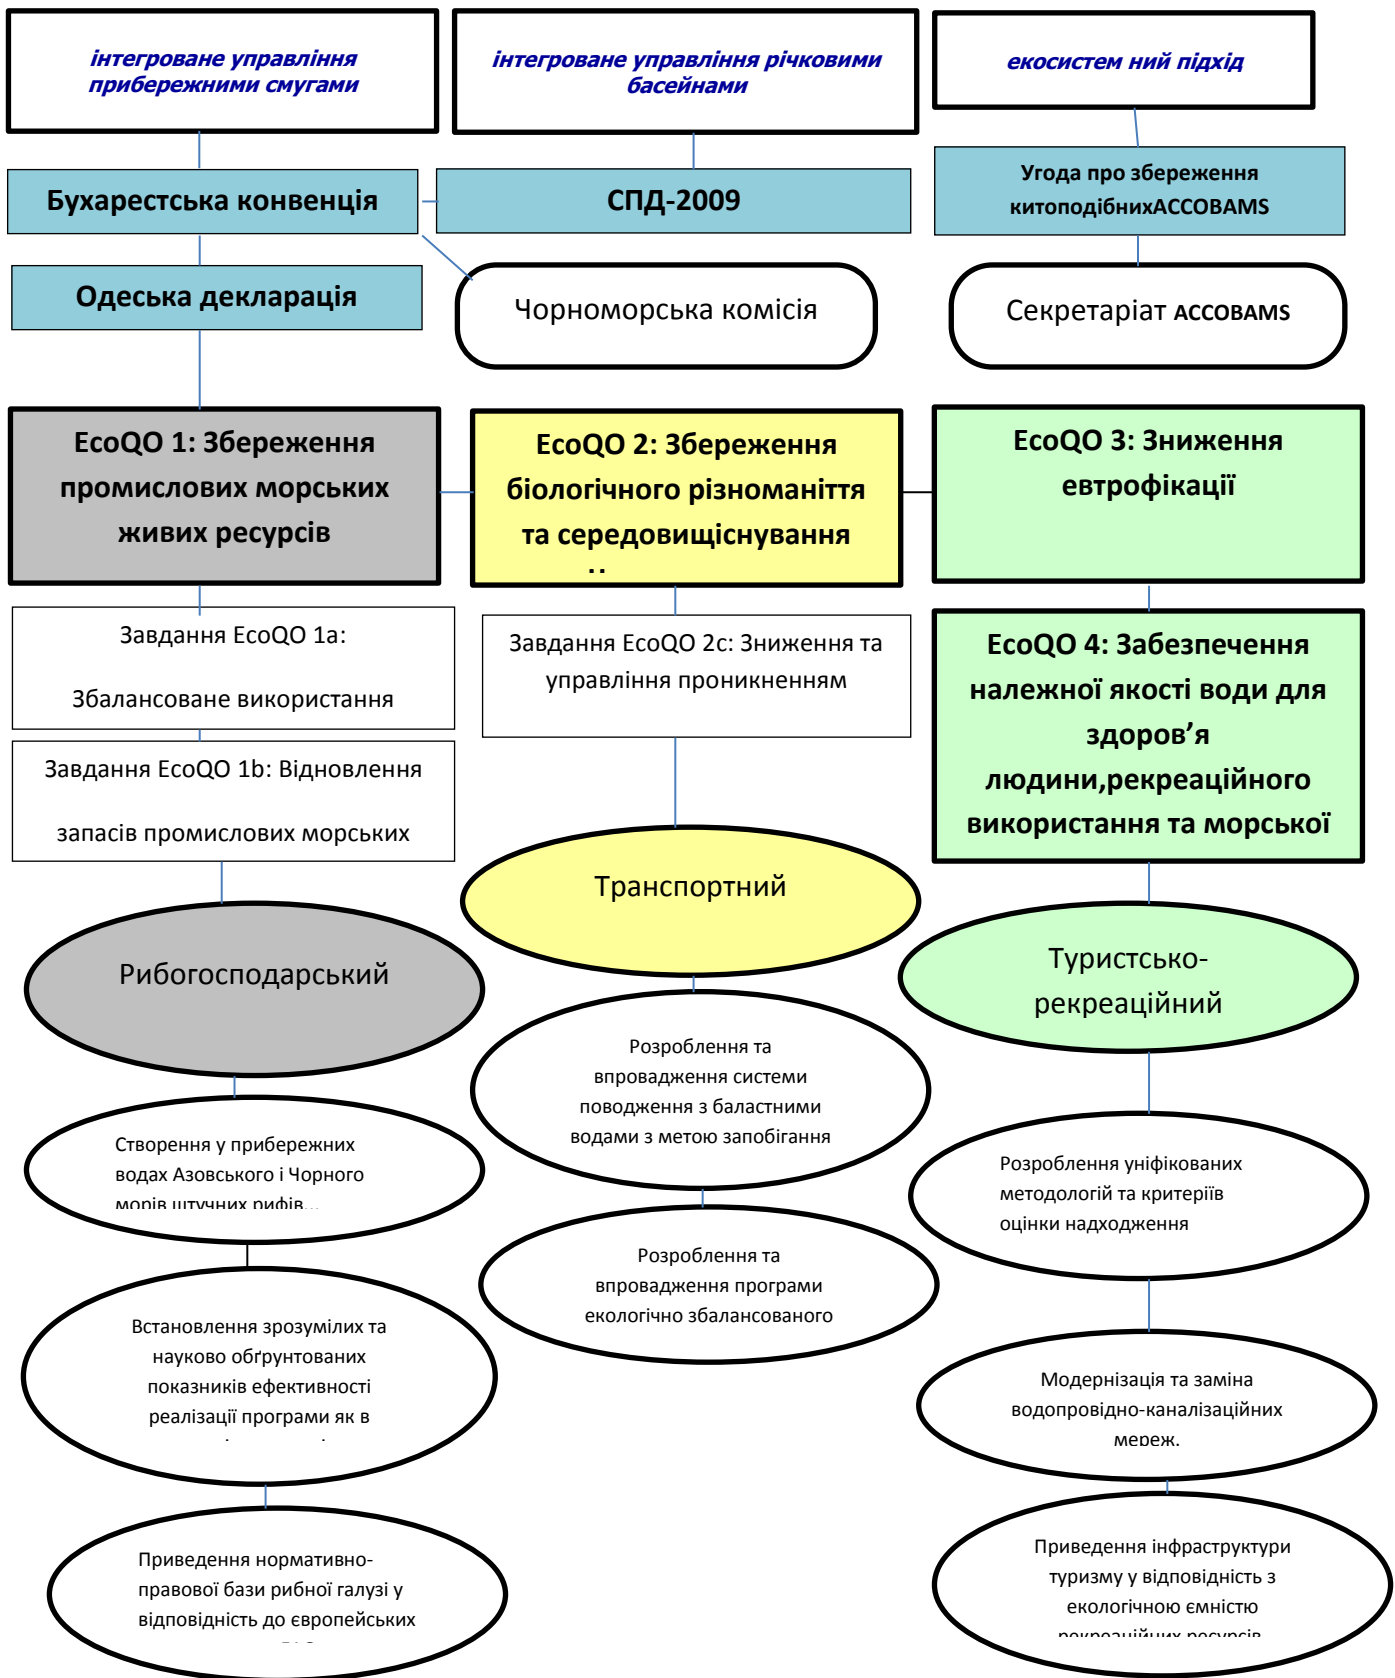 інтегроване управління
прибережними смугами
інтегроване управління річковими
басейнами
екосистем ний підхід
Бухарестська конвенція
СПД-2009
Угода про збереження
китоподібнихACCOBAMS
Одеська декларація
Чорноморська комісія
Секретаріат ACCOBAMS
EcoQO 1: Збереження
промислових морських
живих ресурсів
EcoQO 2: Збереження
біологічного різноманіття
та середовищіснування
EcoQO 3: Зниження
евтрофікації
Завдання EcoQO 1a:
Збалансоване використання
Завдання EcoQO 1b: Відновлення
запасів промислових морських
Завдання EcoQO 2c: Зниження та
управління проникненням
EcoQO 4: Забезпечення
належної якості води для
здоров’я
людини,рекреаційного
використання та морської
Рибогосподарський
Транспортний
Туристсько-
рекреаційний
Створення у прибережних
водах Азовського і Чорного
морів штучних рифів...
Встановлення зрозумілих та
науково обґрунтованих
показників ефективності
реалізації програми як в
Приведення нормативно-
правової бази рибної галузі у
відповідність до європейських
Розроблення та
впровадження системи
поводження з баластними
водами з метою запобігання
Розроблення та
впровадження програми
екологічно збалансованого
Розроблення уніфікованих
методологій та критеріїв
оцінки надходження
Модернізація та заміна
водопровідно-каналізаційних
мереж.
Приведення інфраструктури
туризму у відповідність з
екологічною ємністю
рекреаційних ресурсів